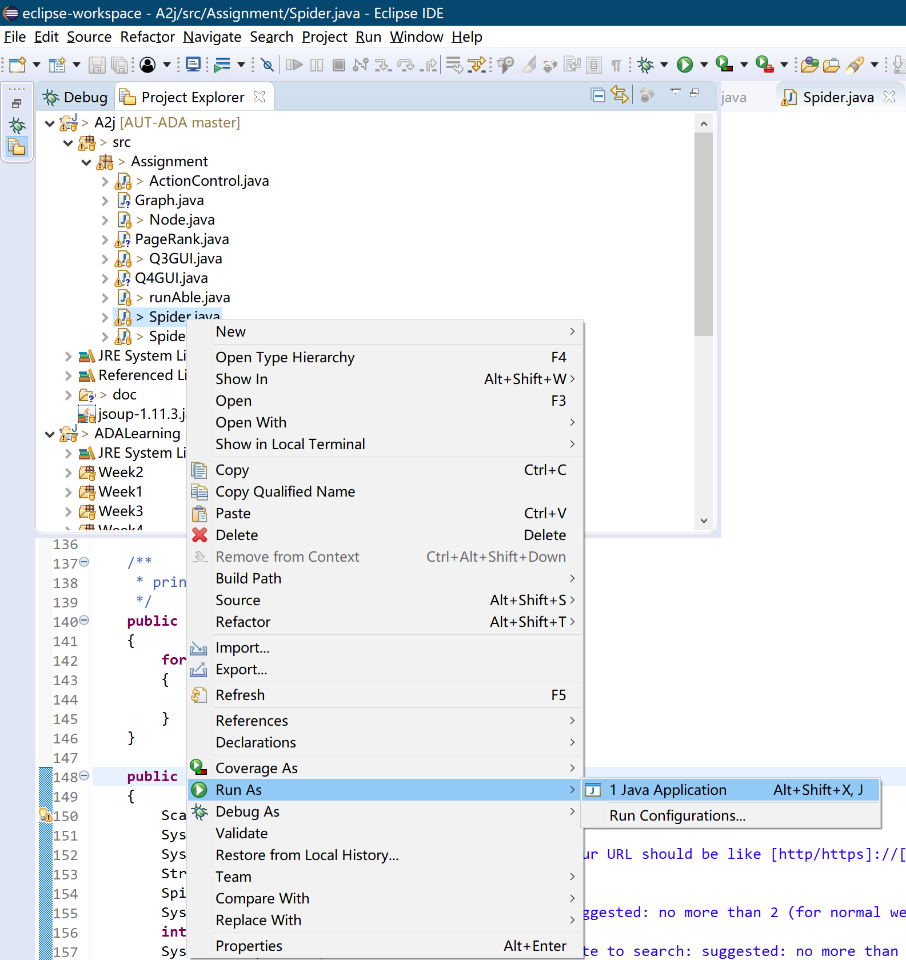 eclipse-workspace - A2j/src/Assignment/Spider.java - Eclipse IDE
File Edit Source Refactor Navigate Search Project Run Window Help
Debug Project Explorer java Spider.java
> A2j [AUT-ADA master]
> src
> Assignment
> ActionControl.java
Graph.java
> Node.java
PageRank.java
> Q3GUI.java
Q4GUI.java
> runAble.java
> Spider.java
> Spide
JRE System Li
Referenced Li
> doc
jsoup-1.11.3.j
> ADALearning
JRE System Li
Week2
Week1
Week3
Week4
New
Open Type Hierarchy F4
Show In Alt+Shift+W
Open F3
Open With
Show in Local Terminal
Copy Ctrl+C
Copy Qualified Name
Paste Ctrl+V
Delete Delete
Remove from Context Ctrl+Alt+Shift+Down
Build Path
Source Alt+Shift+S
Refactor Alt+Shift+T
Import...
Export...
Refresh F5
References
Declarations
Coverage As
Run As
Debug As
Validate
Restore from Local History...
Team
Compare With
Replace With
Properties Alt+Enter
1 Java Application Alt+Shift+X, J
Run Configurations...
136
137 /**
138 * prin
139 */
140 public
141 {
142 for
143 {
144
145 }
146 }
147
148 public
149 {
150 Sca
151 Sys
152 Sys ur URL should be like [http/https]://[
153 Str
154 Spi
155 Sys ggested: no more than 2 (for normal we
156 int
157 Sys te to search: suggested: no more than